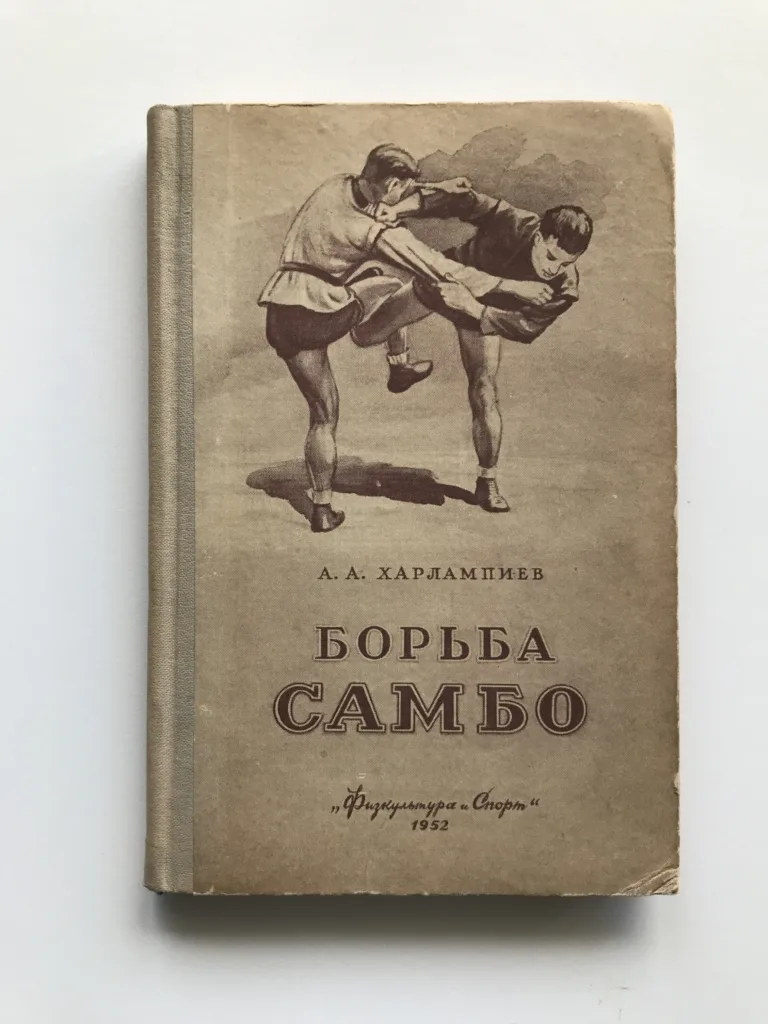 А. А. ХАРЛАМПИЕВ
БОРЬБА
САМБО
„Физкультура и Спорт“
1952